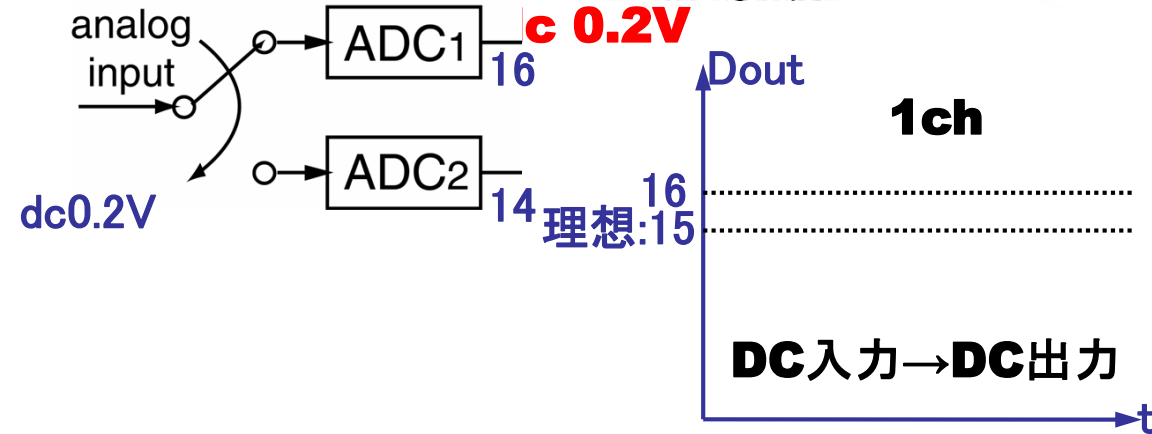 analog
input
ADC1
16
c 0.2V
ADC2
14
dc0.2V
Dout
1ch
16
理想:15
DC入力→DC出力
t